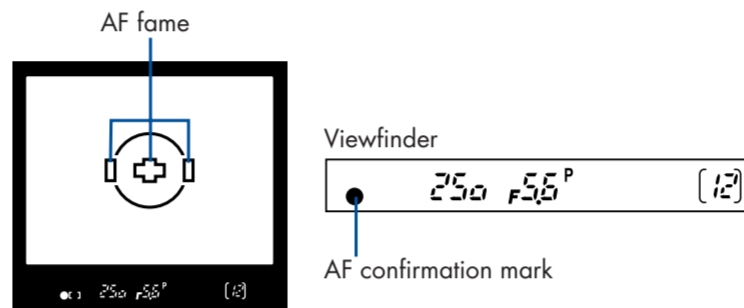 AF fame
Viewfinder
250 F5.6 P [12]
AF confirmation mark
●[ ] 250 F5.6 P [12]